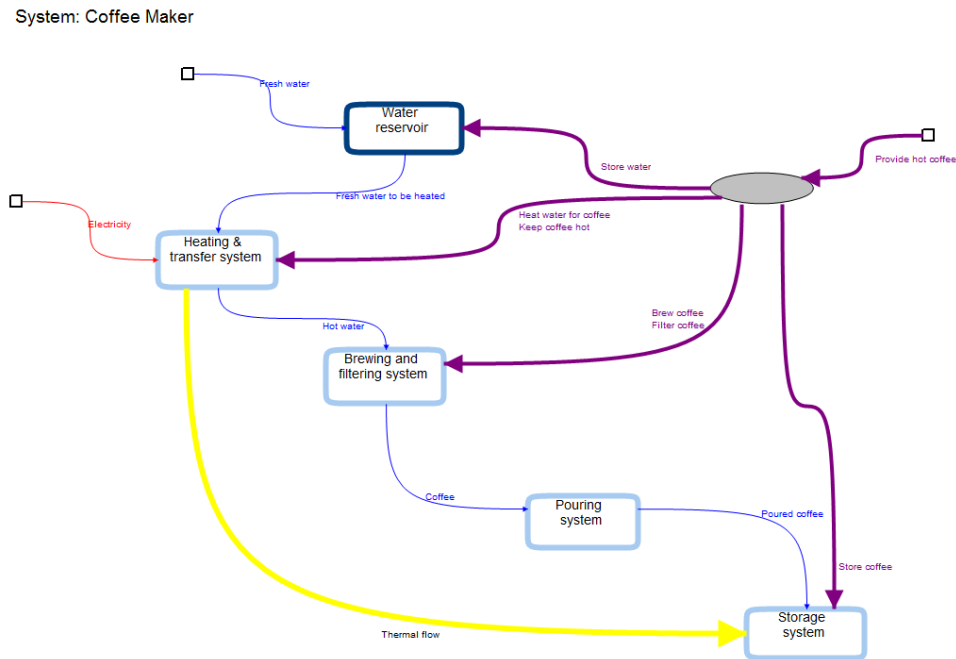 System: Coffee Maker
Fresh water
Water
reservoir
Provide hot coffee
Store water
Fresh water to be heated
Heat water for coffee
Keep coffee hot
Electricity
Heating &
transfer system
Brew coffee
Filter coffee
Hot water
Brewing and
filtering system
Coffee
Pouring
system
Poured coffee
Store coffee
Storage
system
Thermal flow